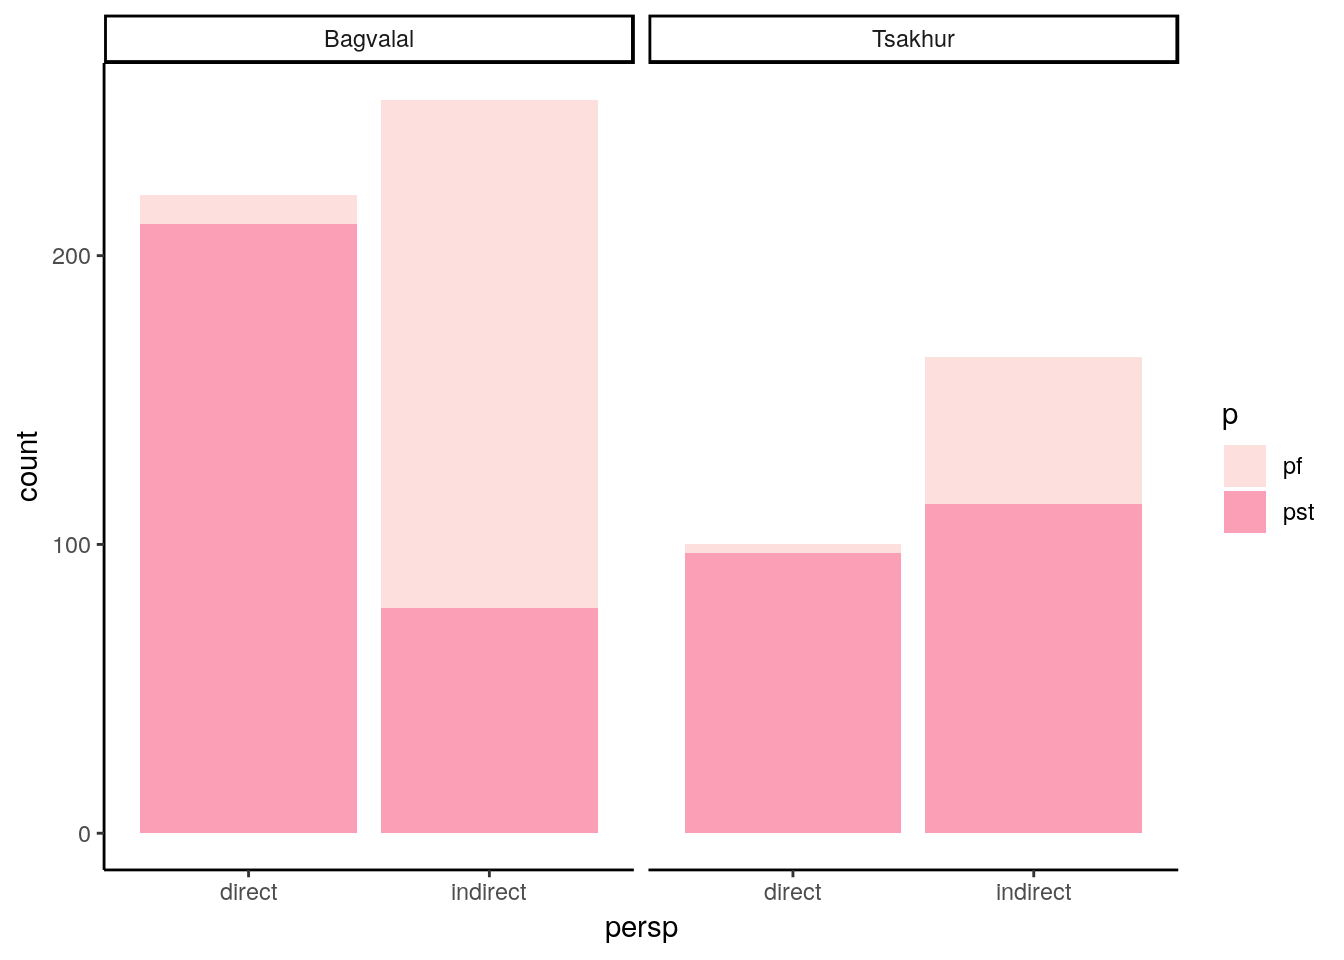 Bagvalal
Tsakhur
count
200
100
0
direct
indirect
direct
indirect
persp
p
pf
pst